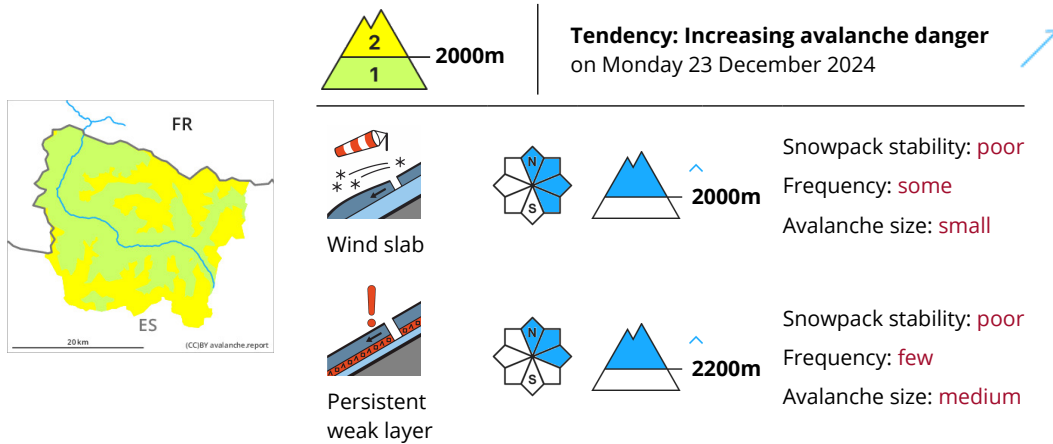 2
1
2000m
Tendency: Increasing avalanche danger
on Monday 23 December 2024
FR
ES
20 km
(CC)BY avalanche.report
Wind slab
N
S
2000m
Snowpack stability: poor
Frequency: some
Avalanche size: small
Persistent
weak layer
N
S
2200m
Snowpack stability: poor
Frequency: few
Avalanche size: medium